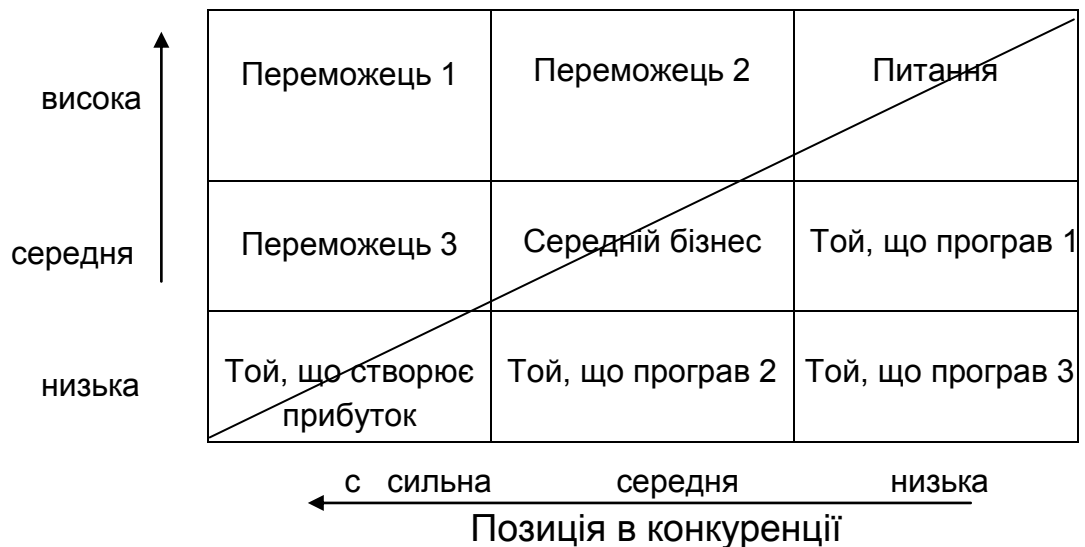 Переможець 1 Переможець 2 Питання
висока
Переможець 3 Середній бізнес Той, що програв 1
середня
Той, що створює Той, що програв 2 Той, що програв 3
низька
прибуток
с сильна середня низька
Позиція в конкуренції